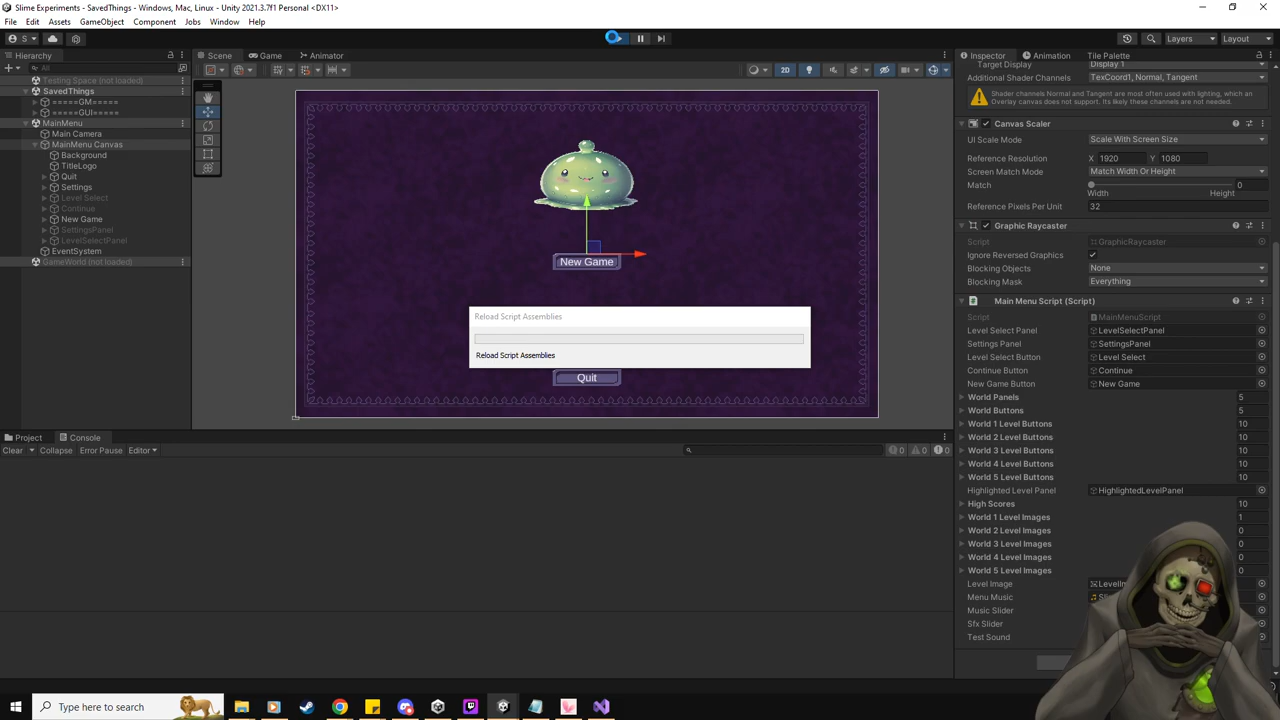 Slime Experiments - SavedThings - Windows, Mac, Linux - Unity 2021.3.7f1 Personal <DX11>
File Edit Assets GameObject Component Jobs Window Help
S
Layers Layout
Hierarchy
All
Testing Space (not loaded)
SavedThings
=====GM=====
=====GUI=====
MainMenu
Main Camera
MainMenu Canvas
Background
TitleLogo
Quit
Settings
Level Select
Continue
New Game
SettingsPanel
LevelSelectPanel
EventSystem
GameWorld (not loaded)
Scene Game Animator
2D
New Game
Reload Script Assemblies
Reload Script Assemblies
Quit
Project Console
Clear Collapse Error Pause Editor
0 0 0
Inspector Animation Tile Palette
Target Display Display 1
Additional Shader Channels TexCoord1, Normal, Tangent
Shader channels Normal and Tangent are most often used with lighting, which an
Overlay canvas does not support. Its likely these channels are not needed.
Canvas Scaler
UI Scale Mode Scale With Screen Size
Reference Resolution X 1920 Y 1080
Screen Match Mode Match Width Or Height
Match 0
Width Height
Reference Pixels Per Unit 32
Graphic Raycaster
Script GraphicRaycaster
Ignore Reversed Graphics
Blocking Objects None
Blocking Mask Everything
Main Menu Script (Script)
Script MainMenuScript
Level Select Panel LevelSelectPanel
Settings Panel SettingsPanel
Level Select Button Level Select
Continue Button Continue
New Game Button New Game
World Panels 5
World Buttons 5
World 1 Level Buttons 10
World 2 Level Buttons 10
World 3 Level Buttons 10
World 4 Level Buttons 10
World 5 Level Buttons 10
Highlighted Level Panel HighlightedLevelPanel
High Scores 10
World 1 Level Images 1
World 2 Level Images 0
World 3 Level Images 0
World 4 Level Images 0
World 5 Level Images 0
Level Image
Menu Music
Music Slider
Sfx Slider
Test Sound
Type here to search